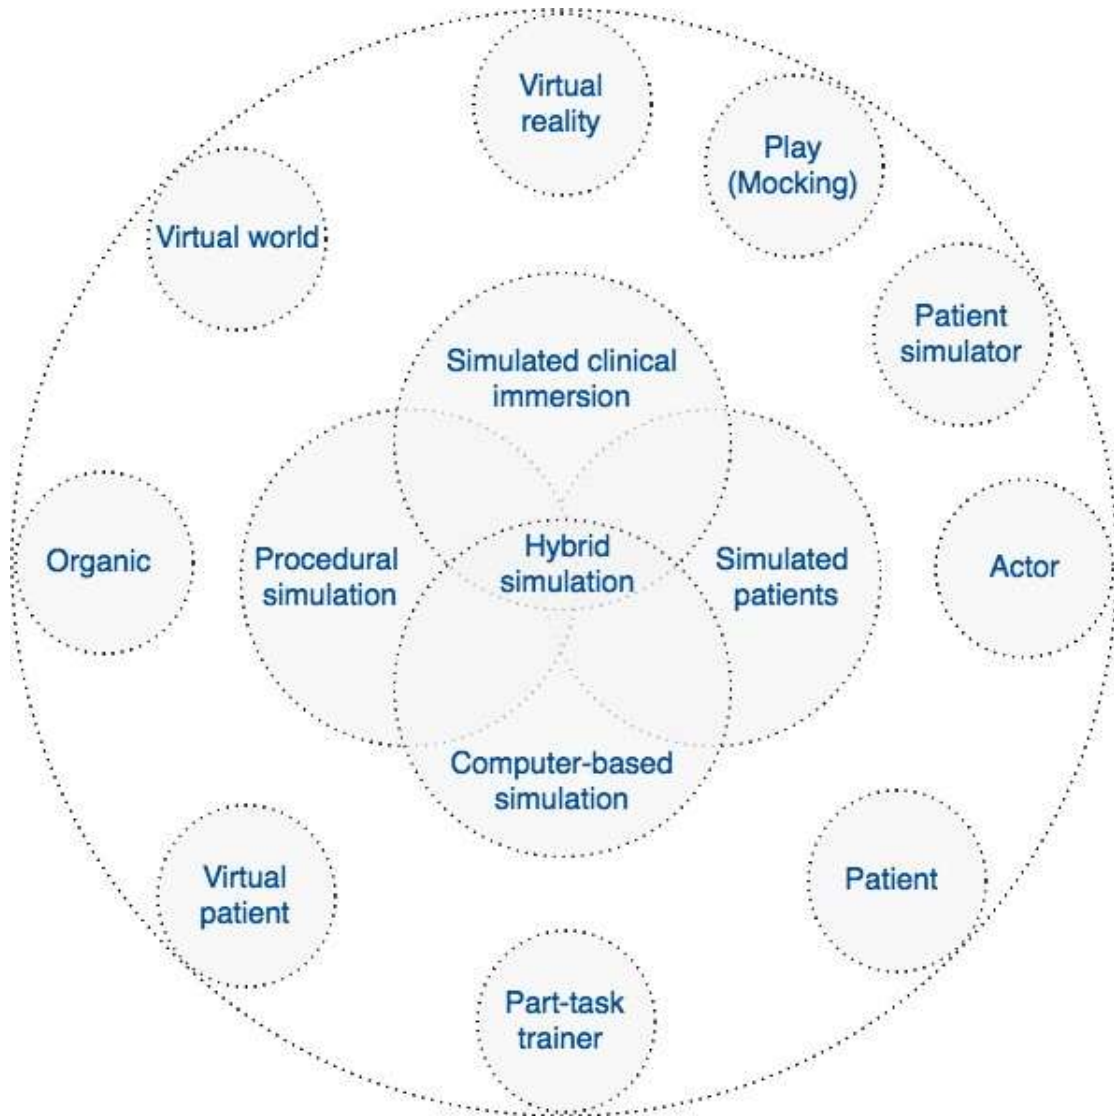 Virtual
reality
Play
(Mocking)
Virtual world
Patient
simulator
Simulated clinical
immersion
Organic
Procedural
simulation
Hybrid
simulation
Simulated
patients
Actor
Computer-based
simulation
Virtual
patient
Patient
Part-task
trainer